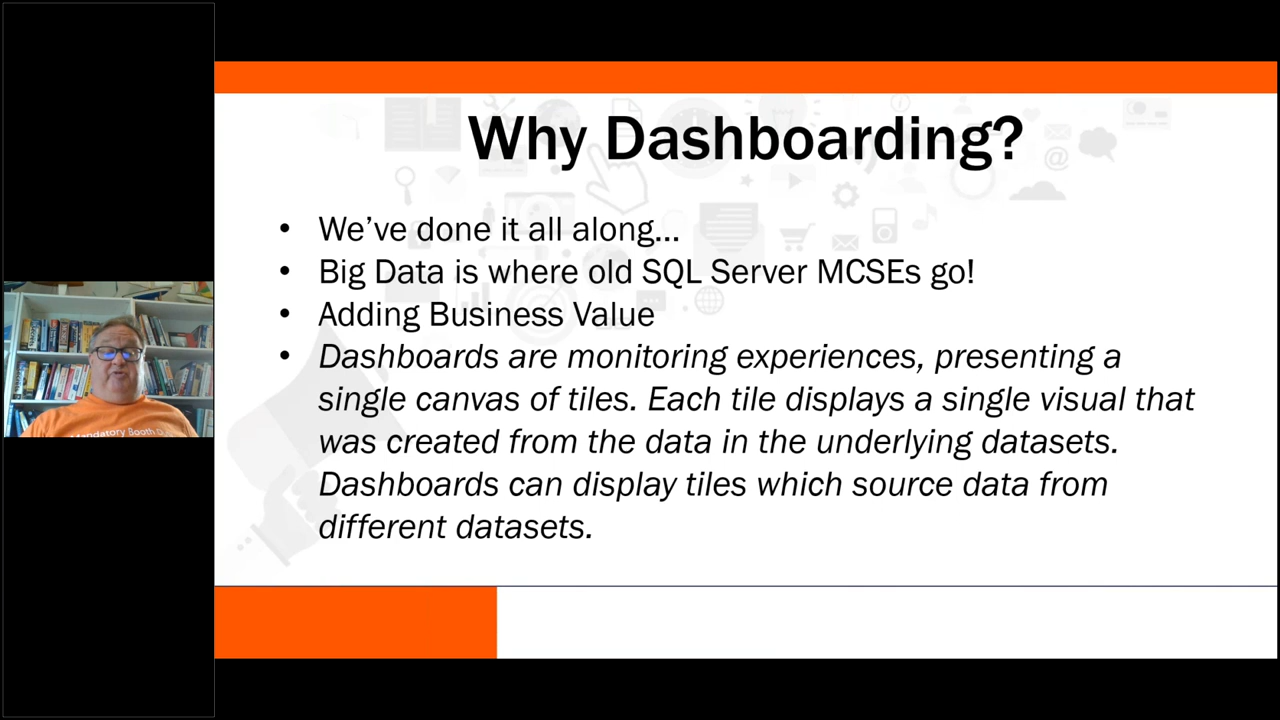 Why Dashboarding?
• We’ve done it all along...
• Big Data is where old SQL Server MCSEs go!
• Adding Business Value
• Dashboards are monitoring experiences, presenting a
single canvas of tiles. Each tile displays a single visual that
was created from the data in the underlying datasets.
Dashboards can display tiles which source data from
different datasets.
Mandatory Booth